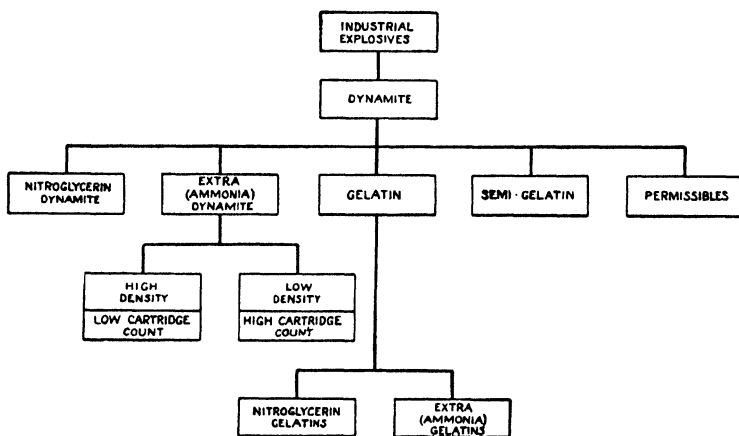 INDUSTRIAL
EXPLOSIVES
DYNAMITE
NITROGLYCERIN
DYNAMITE
EXTRA
(AMMONIA)
DYNAMITE
GELATIN
SEMI-GELATIN
PERMISSIBLES
HIGH
DENSITY
LOW CARTRIDGE
COUNT
LOW
DENSITY
HIGH CARTRIDGE
COUNT
NITROGLYCERIN
GELATINS
EXTRA
(AMMONIA)
GELATINS